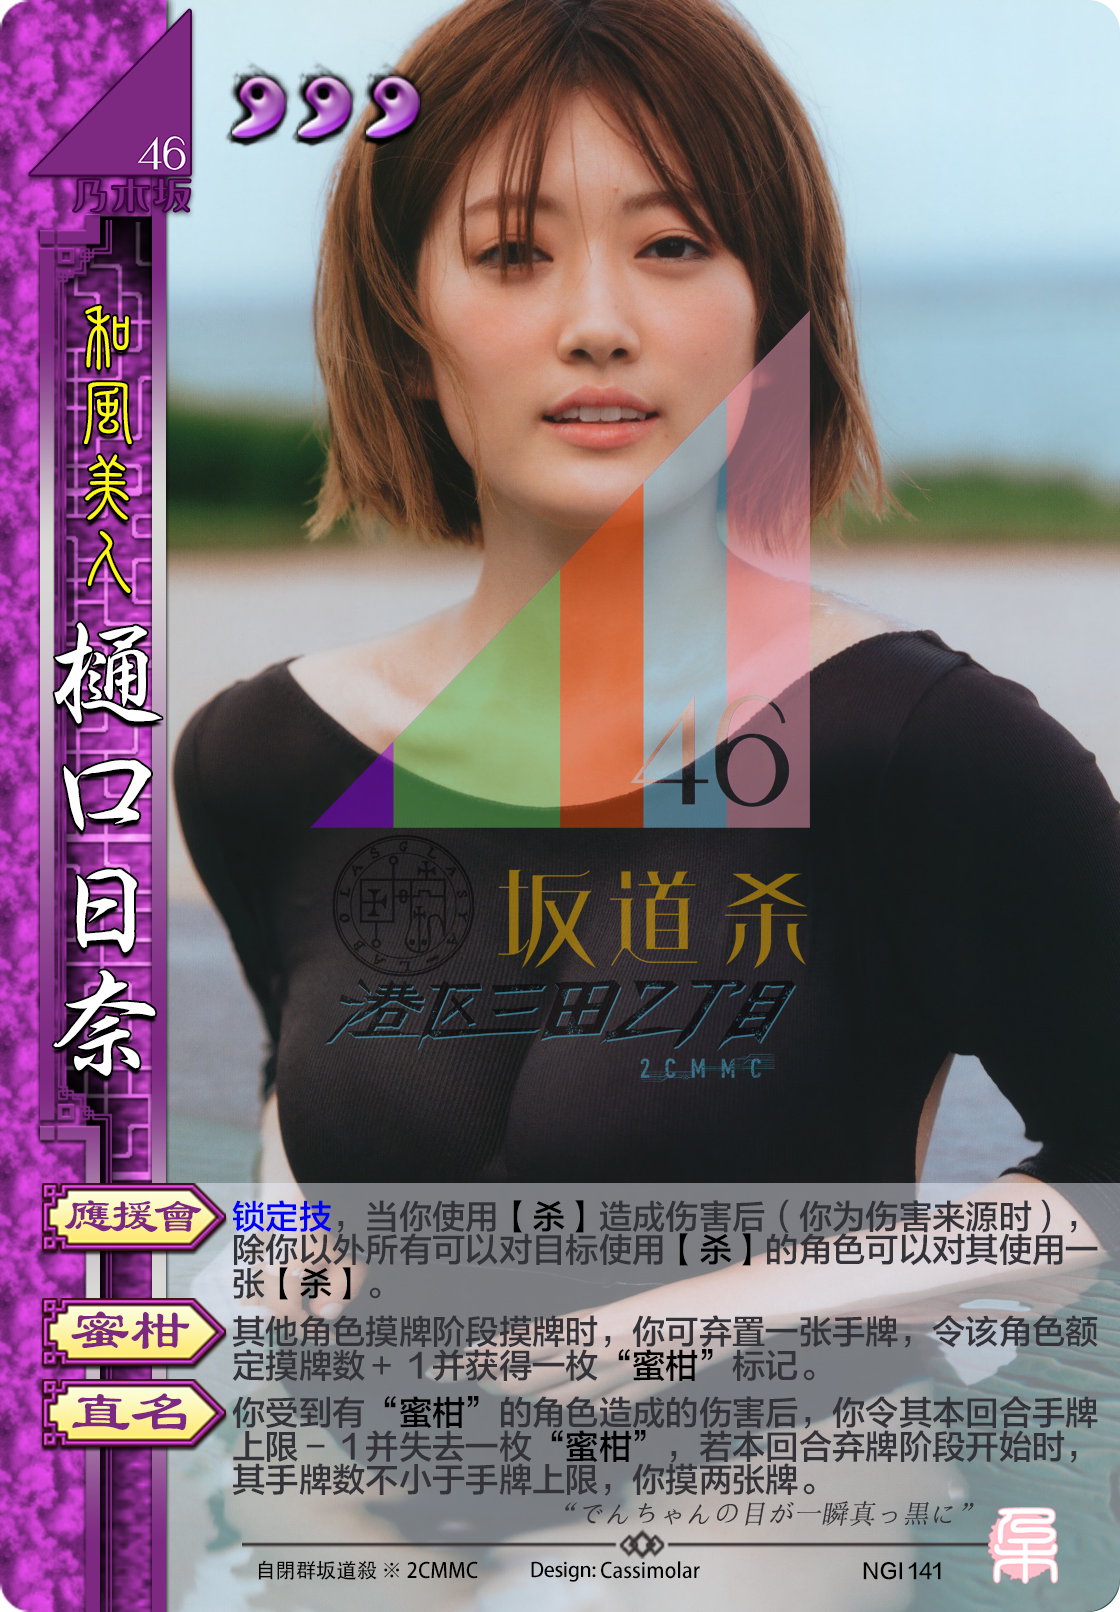 46
乃木坂
和風美人
樋口日奈
46
GLASYALABOLAS
坂道杀
港区三田2丁目
2CMMC
應援會
锁定技，当你使用【杀】造成伤害后（你为伤害来源时），
除你以外所有可以对目标使用【杀】的角色可以对其使用一
张【杀】。
蜜柑
其他角色摸牌阶段摸牌时，你可弃置一张手牌，令该角色额
定摸牌数+1并获得一枚“蜜柑”标记。
真名
你受到有“蜜柑”的角色造成的伤害后，你令其本回合手牌
上限-1并失去一枚“蜜柑”，若本回合弃牌阶段开始时，
其手牌数不小于手牌上限，你摸两张牌。
“でんちゃんの目が一瞬真っ黒に”
自閉群坂道殺 ※ 2CMMC
Design: Cassimolar
NGI 141